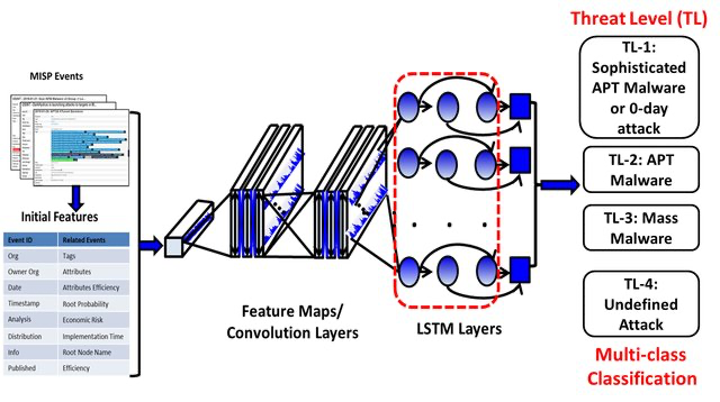 Threat Level (TL)
MISP Events
TL-1:
Sophisticated
APT Malware
or 0-day
attack
TL-2: APT
Malware
TL-3: Mass
Malware
TL-4:
Undefined
Attack
Initial Features
Event ID Related Events
Org Tags
Owner Org Attributes
Date Attributes Efficiency
Timestamp Root Probability
Analysis Economic Risk
Distribution Implementation Time
Info Root Node Name
Published Efficiency
Feature Maps/
Convolution Layers
LSTM Layers
Multi-class
Classification